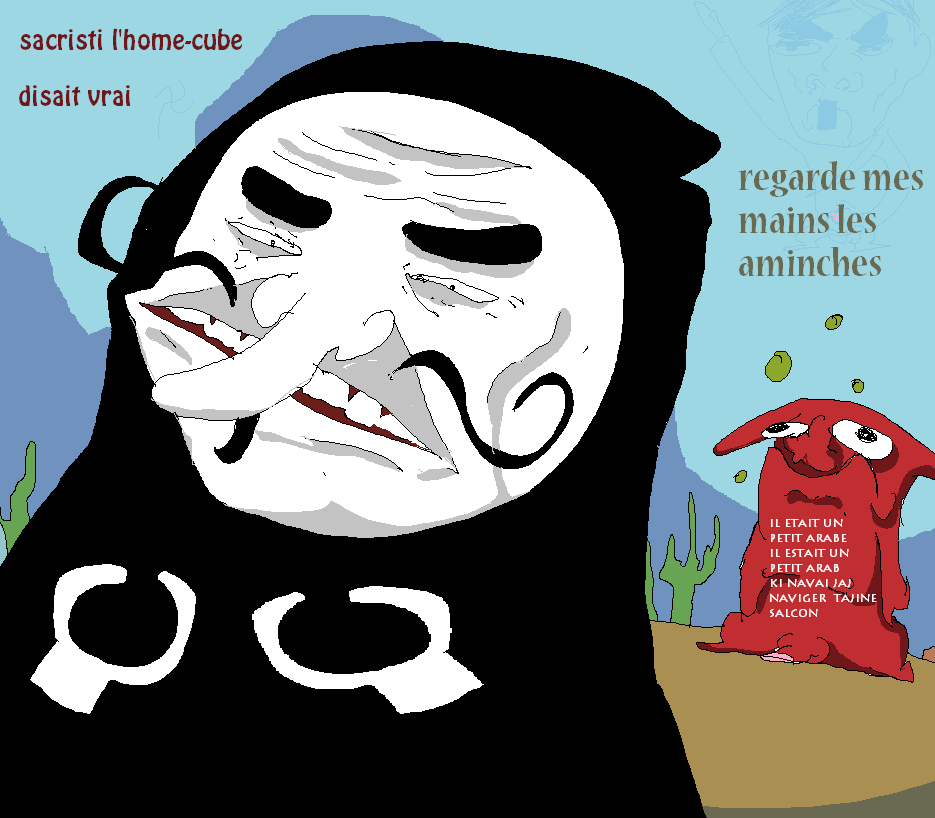 sacristi l'home-cube
disait vrai
regarde mes
mains les
aminches
IL ETAIT UN
PETIT ARABE
IL ESTAIT UN
PETIT ARAB
KI NAVAI JAJ
NAVIGER TAJINE
SALCON